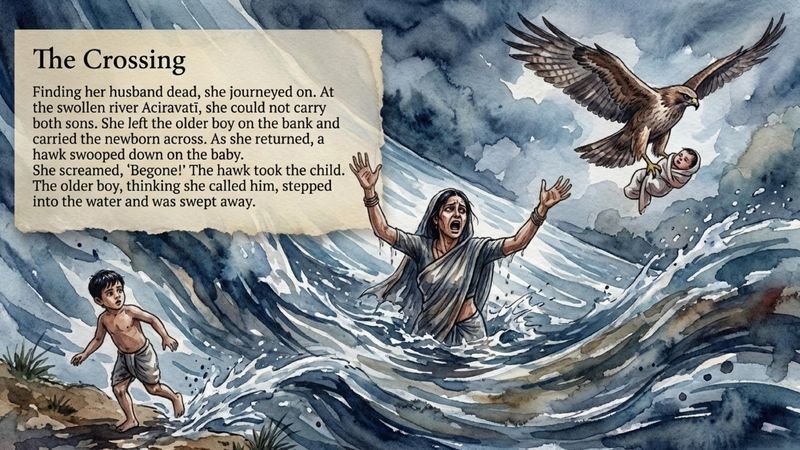 The Crossing
Finding her husband dead, she journeyed on. At
the swollen river Aciravatī, she could not carry
both sons. She left the older boy on the bank and
carried the newborn across. As she returned, a
hawk swooped down on the baby.
She screamed, ‘Begone!’ The hawk took the child.
The older boy, thinking she called him, stepped
into the water and was swept away.